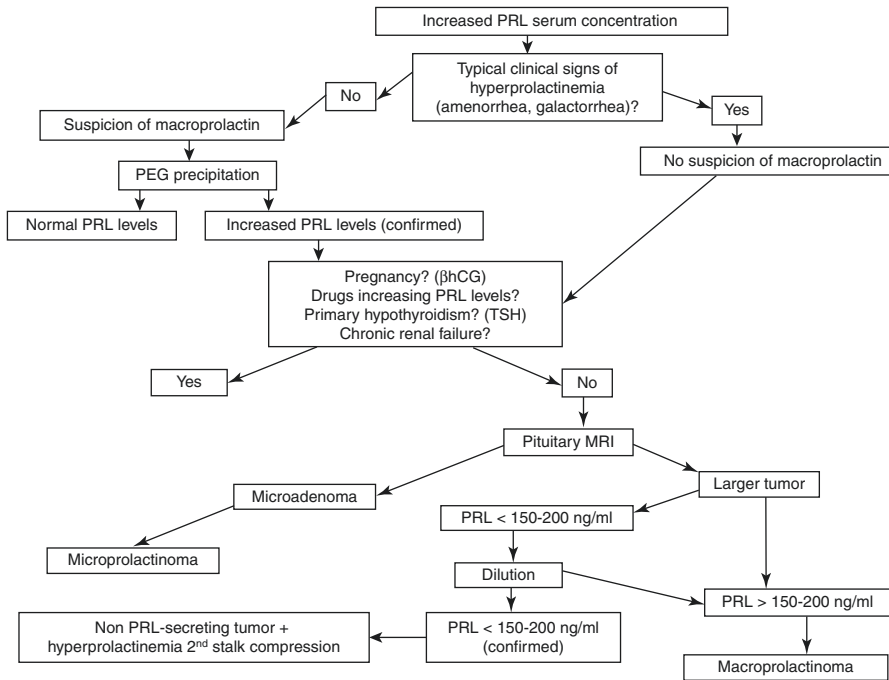 Increased PRL serum concentration
Typical clinical signs of
hyperprolactinemia
(amenorrhea, galactorrhea)?
No
Yes
Suspicion of macroprolactin
No suspicion of macroprolactin
PEG precipitation
Normal PRL levels
Increased PRL levels (confirmed)
Pregnancy? (βhCG)
Drugs increasing PRL levels?
Primary hypothyroidism? (TSH)
Chronic renal failure?
Yes
No
Pituitary MRI
Microadenoma
Larger tumor
PRL < 150-200 ng/ml
Microprolactinoma
Dilution
PRL > 150-200 ng/ml
Non PRL-secreting tumor +
hyperprolactinemia 2nd stalk compression
PRL < 150-200 ng/ml
(confirmed)
Macroprolactinoma